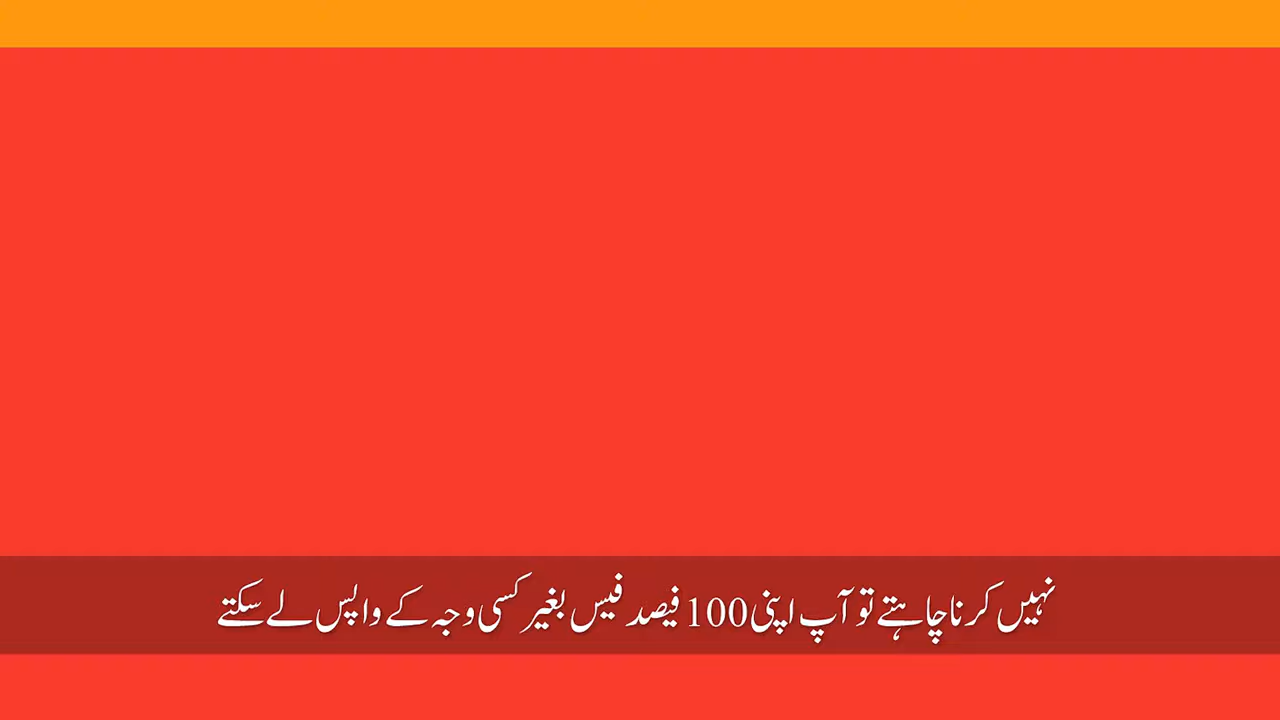 نہیں کرنا چاہتے تو آپ اپنی 100 فیصد فیس بغیر کسی وجہ کے واپس لے سکتے